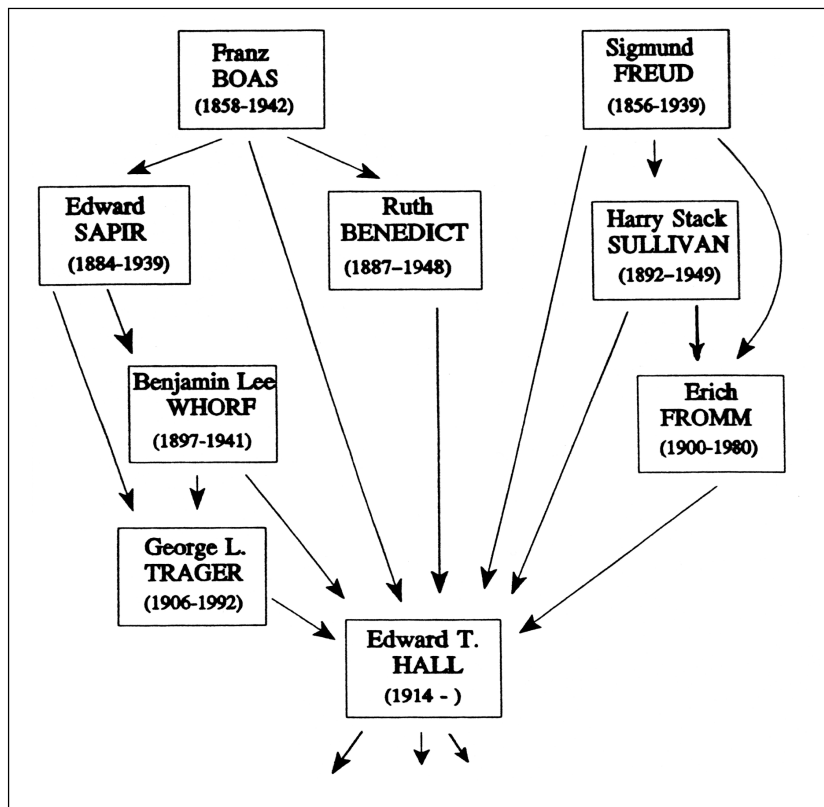 Franz
BOAS
(1858-1942)
Sigmund
FREUD
(1856-1939)
Edward
SAPIR
(1884-1939)
Ruth
BENEDICT
(1887–1948)
Harry Stack
SULLIVAN
(1892–1949)
Benjamin Lee
WHORF
(1897-1941)
Erich
FROMM
(1900-1980)
George L.
TRAGER
(1906-1992)
Edward T.
HALL
(1914 - )